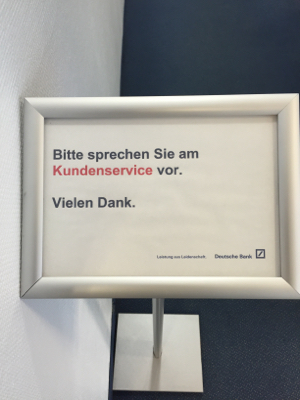 Bitte sprechen Sie am
Kundenservice vor.
Vielen Dank.
Leistung aus Leidenschaft. Deutsche Bank